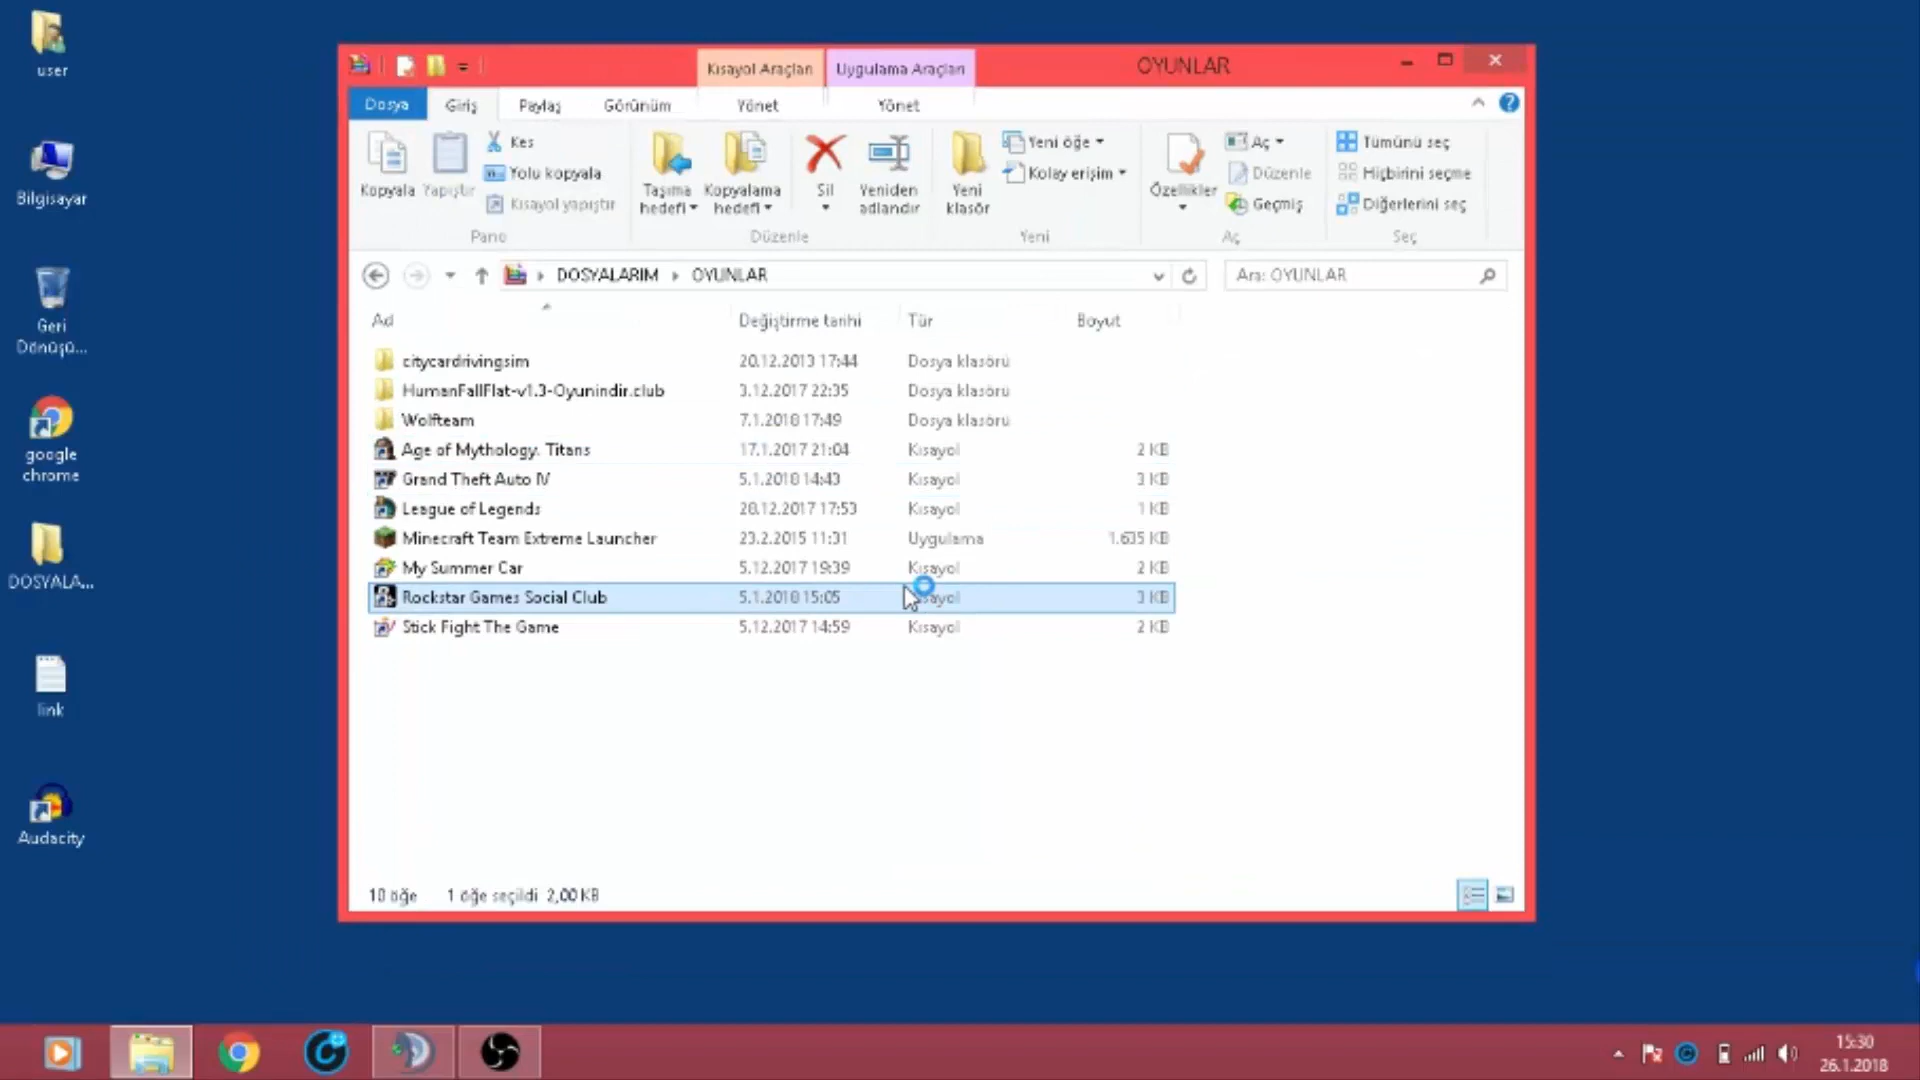 user
Bilgisayar
Geri
Dönüşü...
google
chrome
DOSYALA...
link
Audacity
Kısayol Araçları
Uygulama Araçları
OYUNLAR
Dosya
Giriş
Paylaş
Görünüm
Yönet
Yönet
Kopyala
Yapıştır
Kes
Yolu kopyala
Kısayol yapıştır
Pano
Taşıma
hedefi
Kopyalama
hedefi
Sil
Yeniden
adlandır
Düzenle
Yeni
klasör
Yeni öğe
Kolay erişim
Yeni
Özellikler
Aç
Düzenle
Geçmiş
Aç
Tümünü seç
Hiçbirini seçme
Diğerlerini seç
Seç
DOSYALARIM
OYUNLAR
Ara: OYUNLAR
Ad Değiştirme tarihi Tür Boyut
citycardrivingsim 20.12.2013 17:44 Dosya klasörü
HumanFallFlat-v1.3-Oyunindir.club 3.12.2017 22:35 Dosya klasörü
Wolfteam 7.1.2018 17:49 Dosya klasörü
Age of Mythology. Titans 17.1.2017 21:04 Kısayol 2 KB
Grand Theft Auto IV 5.1.2018 14:43 Kısayol 3 KB
League of Legends 28.12.2017 17:53 Kısayol 1 KB
Minecraft Team Extreme Launcher 23.2.2015 11:31 Uygulama 1.635 KB
My Summer Car 5.12.2017 19:39 Kısayol 2 KB
Rockstar Games Social Club 5.1.2018 15:05 Kısayol 3 KB
Stick Fight The Game 5.12.2017 14:59 Kısayol 2 KB
10 öğe 1 öğe seçildi 2,00 KB
15:30
26.1.2018